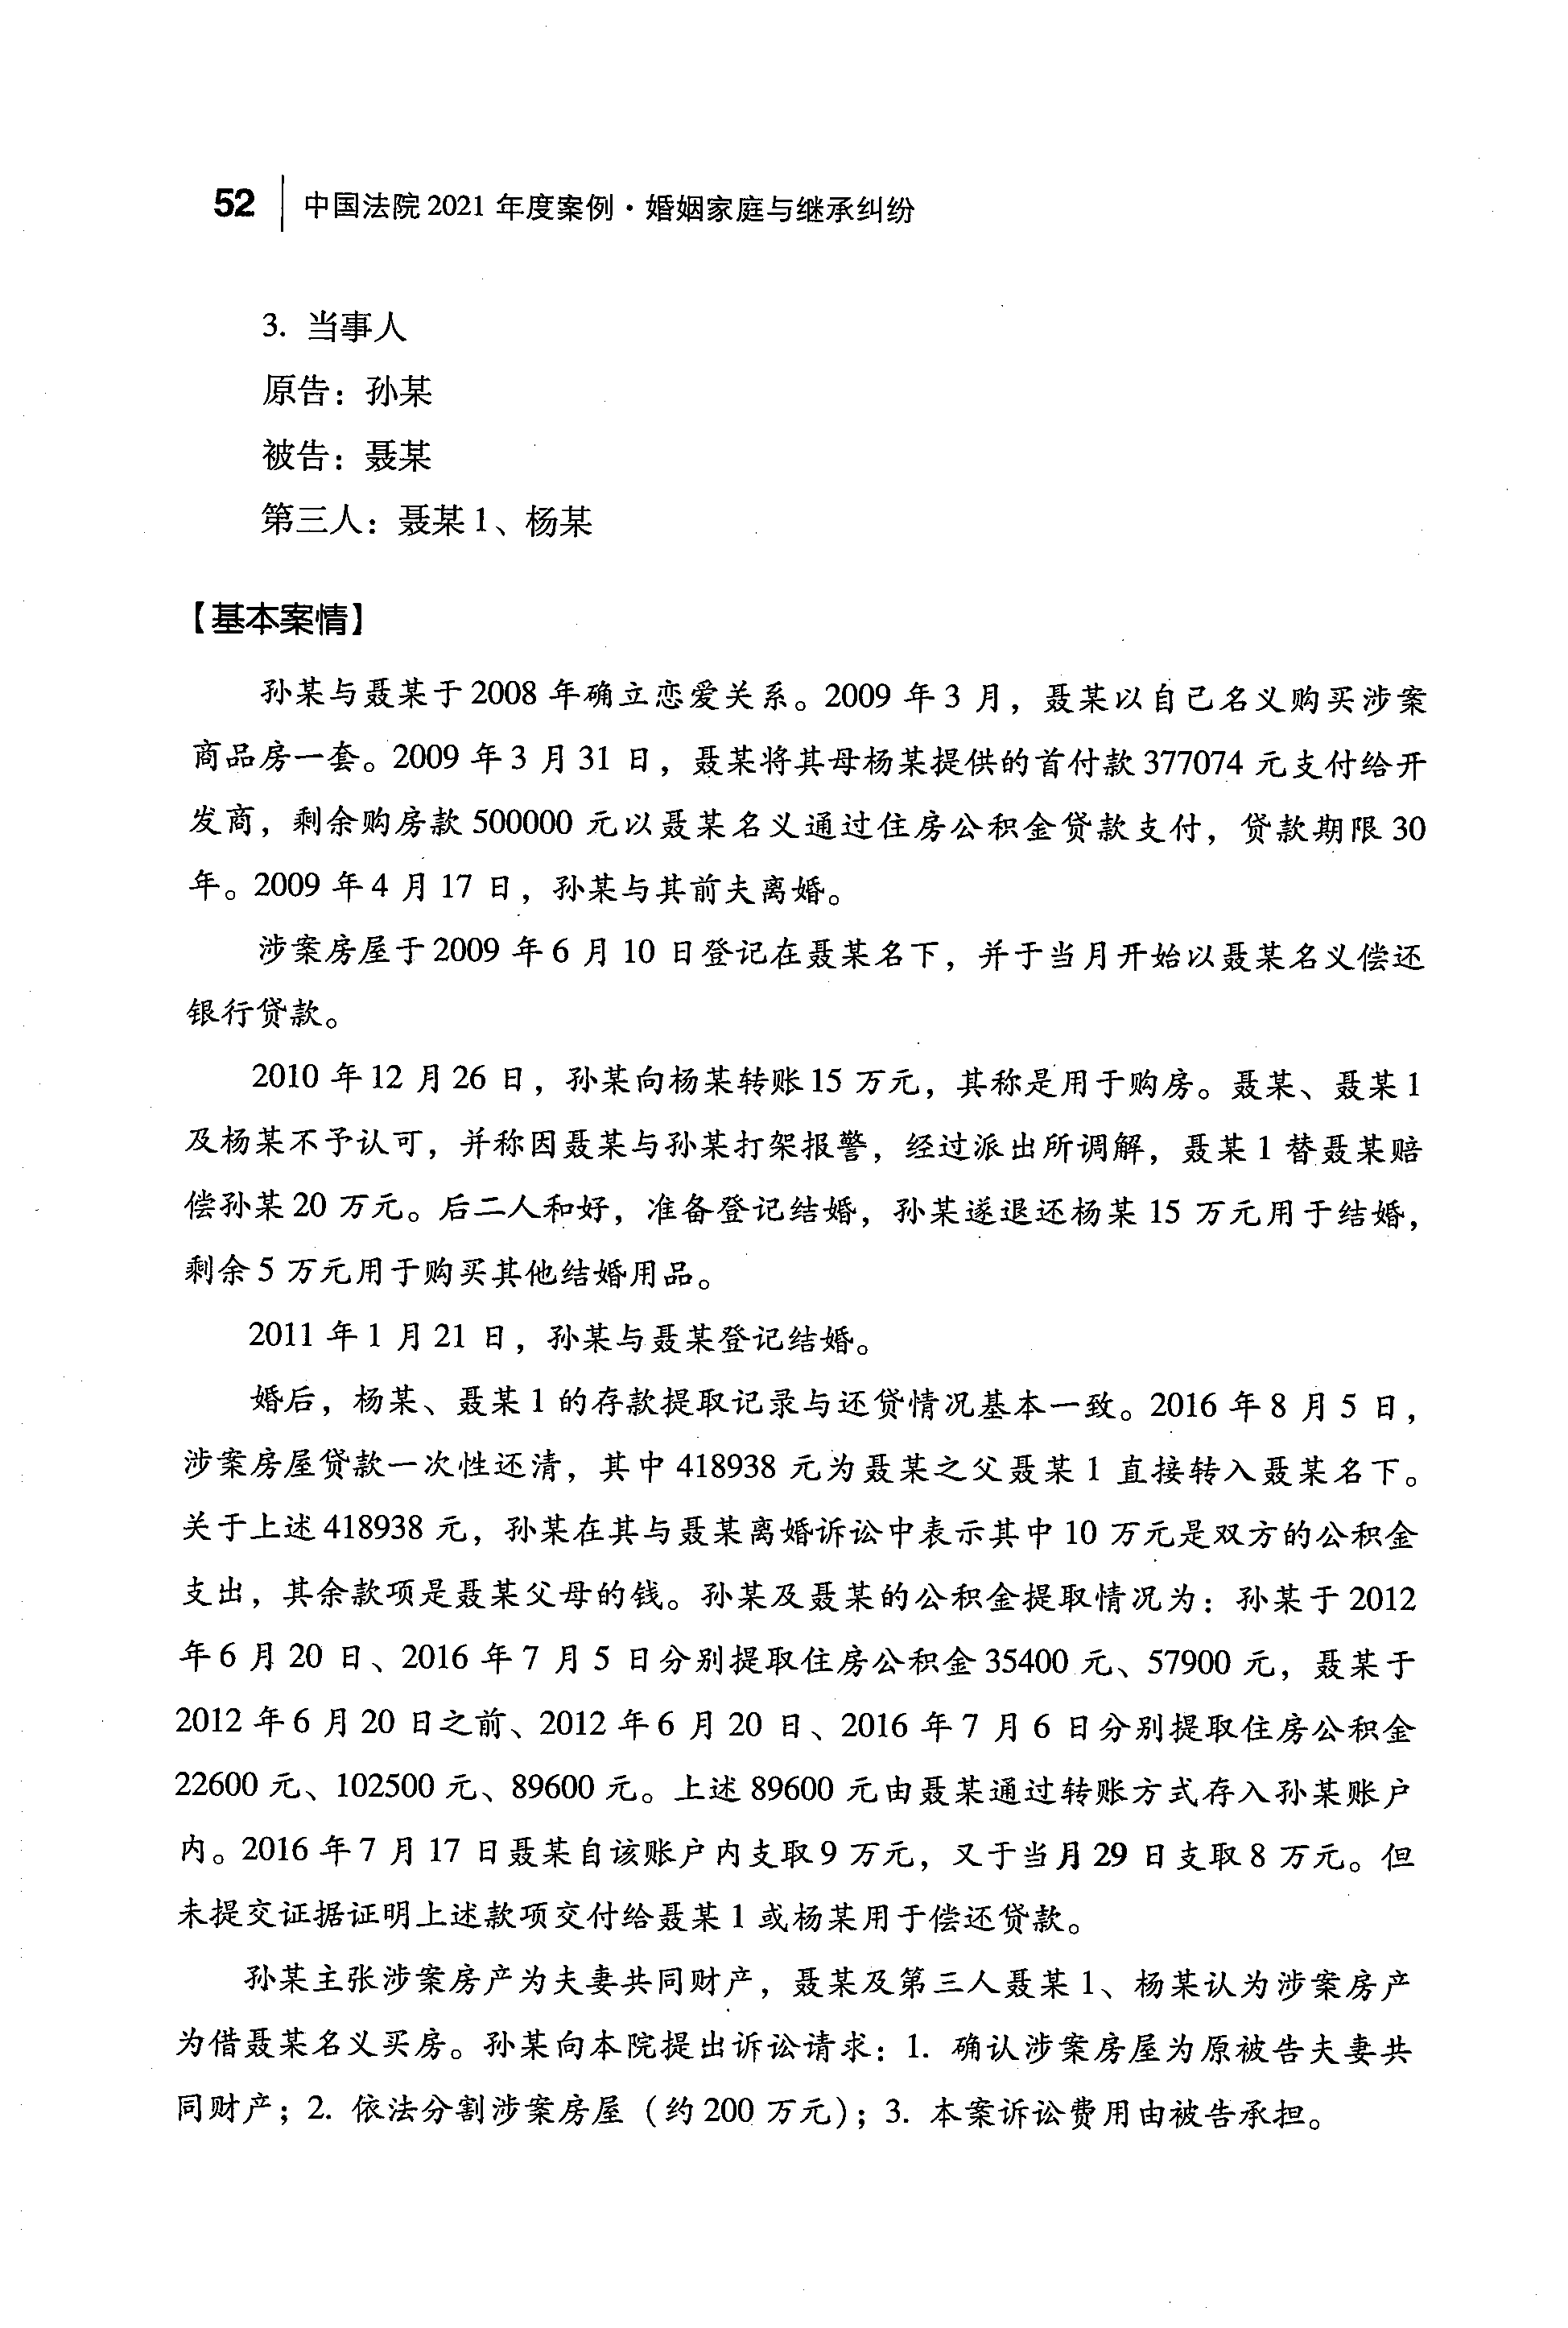 52 中国法院2021年度案例·婚姻家庭与继承纠纷
3. 当事人
原告：孙某
被告：聂某
第三人：聂某1、杨某
【基本案情】
孙某与聂某于2008年确立恋爱关系。2009年3月，聂某以自己名义购买涉案
商品房一套。2009年3月31日，聂某将其母杨某提供的首付款377074元支付给开
发商，剩余购房款500000元以聂某名义通过住房公积金贷款支付，贷款期限30
年。2009年4月17日，孙某与其前夫离婚。
涉案房屋于2009年6月10日登记在聂某名下，并于当月开始以聂某名义偿还
银行贷款。
2010年12月26日，孙某向杨某转账15万元，其称是用于购房。聂某、聂某1
及杨某不予认可，并称因聂某与孙某打架报警，经过派出所调解，聂某1替聂某赔
偿孙某20万元。后二人和好，准备登记结婚，孙某遂退还杨某15万元用于结婚，
剩余5万元用于购买其他结婚用品。
2011年1月21日，孙某与聂某登记结婚。
婚后，杨某、聂某1的存款提取记录与还贷情况基本一致。2016年8月5日，
涉案房屋贷款一次性还清，其中418938元为聂某之父聂某1直接转入聂某名下。
关于上述418938元，孙某在其与聂某离婚诉讼中表示其中10万元是双方的公积金
支出，其余款项是聂某父母的钱。孙某及聂某的公积金提取情况为：孙某于2012
年6月20日、2016年7月5日分别提取住房公积金35400元、57900元，聂某于
2012年6月20日之前、2012年6月20日、2016年7月6日分别提取住房公积金
22600元、102500元、89600元。上述89600元由聂某通过转账方式存入孙某账户
内。2016年7月17日聂某自该账户内支取9万元，又于当月29日支取8万元。但
未提交证据证明上述款项交付给聂某1或杨某用于偿还贷款。
孙某主张涉案房产为夫妻共同财产，聂某及第三人聂某1、杨某认为涉案房产
为借聂某名义买房。孙某向本院提出诉讼请求：1. 确认涉案房屋为原被告夫妻共
同财产；2. 依法分割涉案房屋（约200万元）；3. 本案诉讼费用由被告承担。